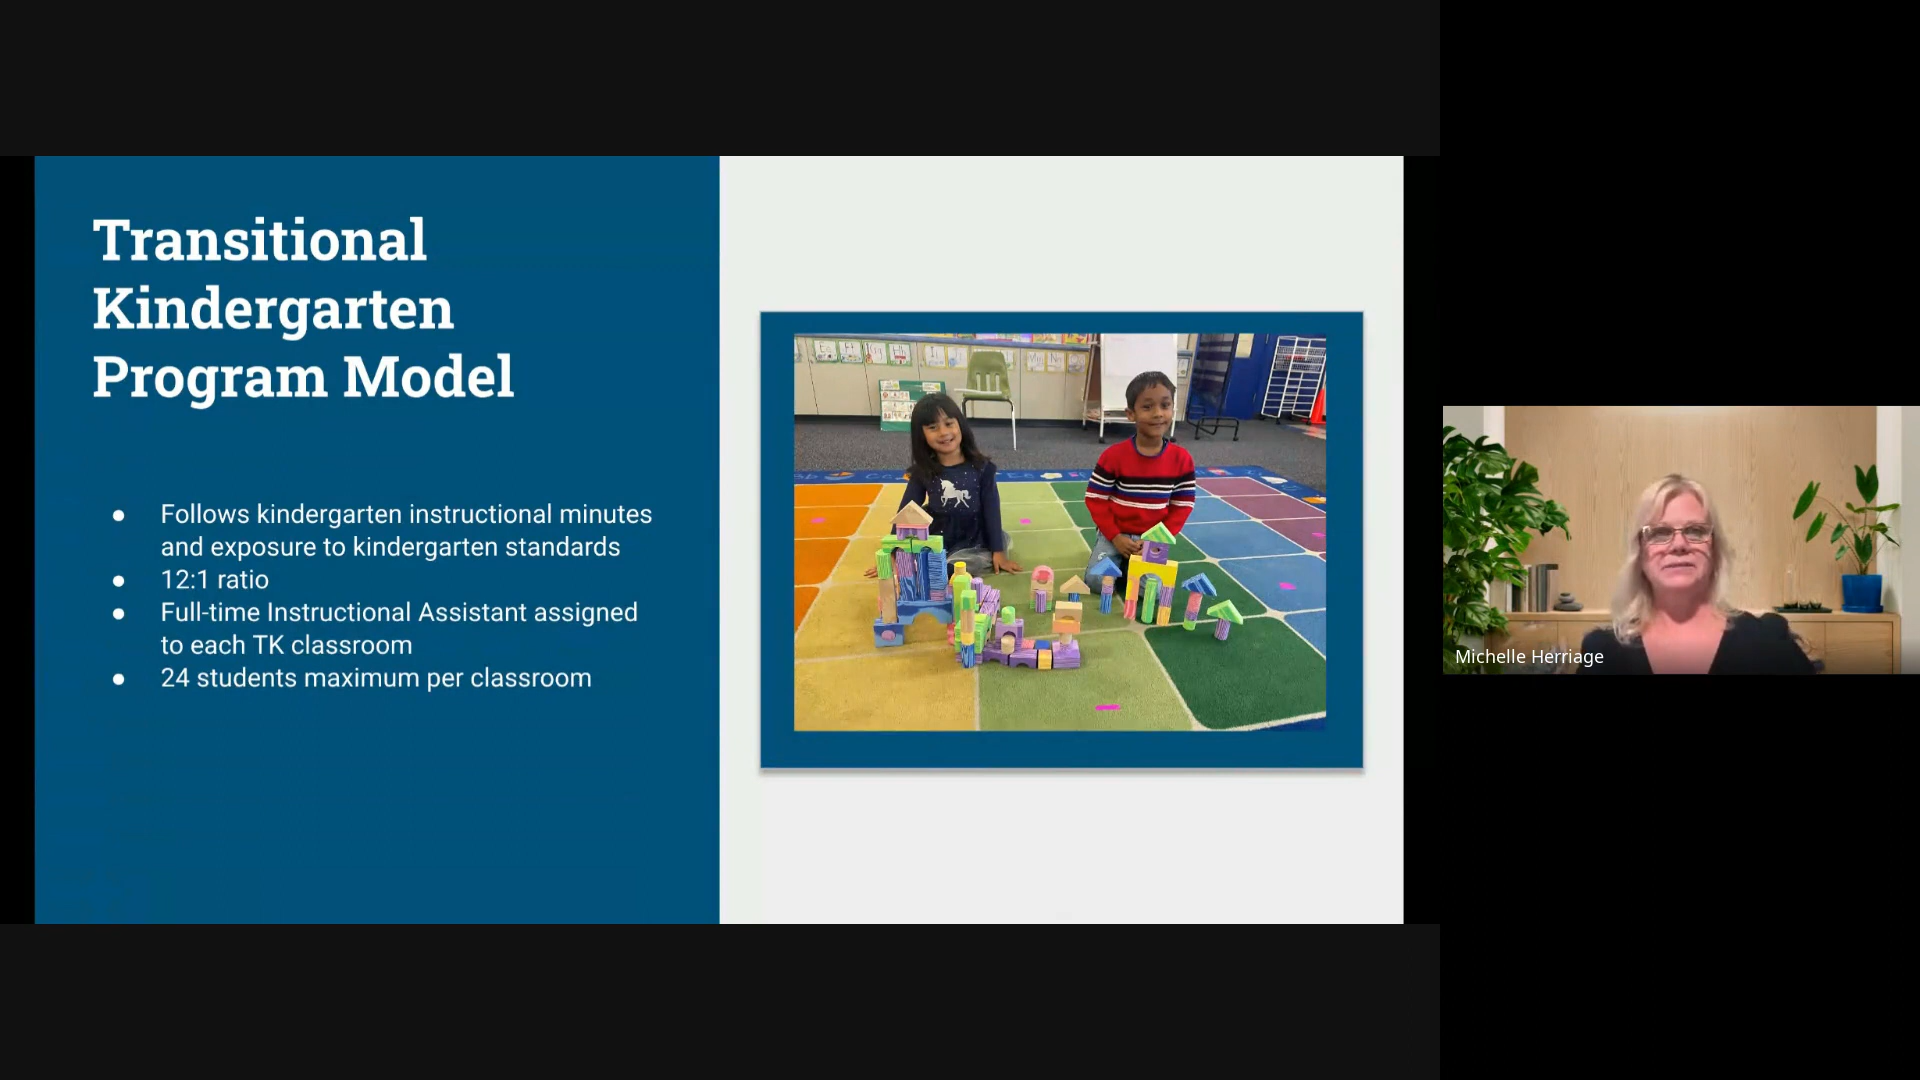 Transitional
Kindergarten
Program Model
● Follows kindergarten instructional minutes
and exposure to kindergarten standards
● 12:1 ratio
● Full-time Instructional Assistant assigned
to each TK classroom
● 24 students maximum per classroom
Michelle Herriage